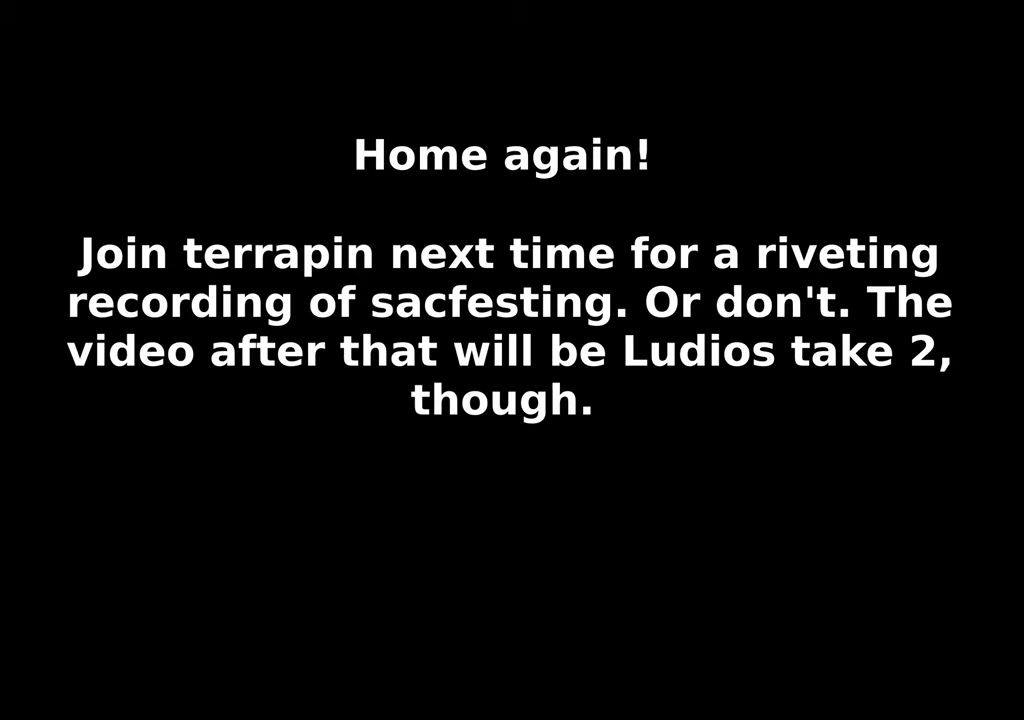 Home again!
Join terrapin next time for a riveting
recording of sacfesting. Or don't. The
video after that will be Ludios take 2,
though.